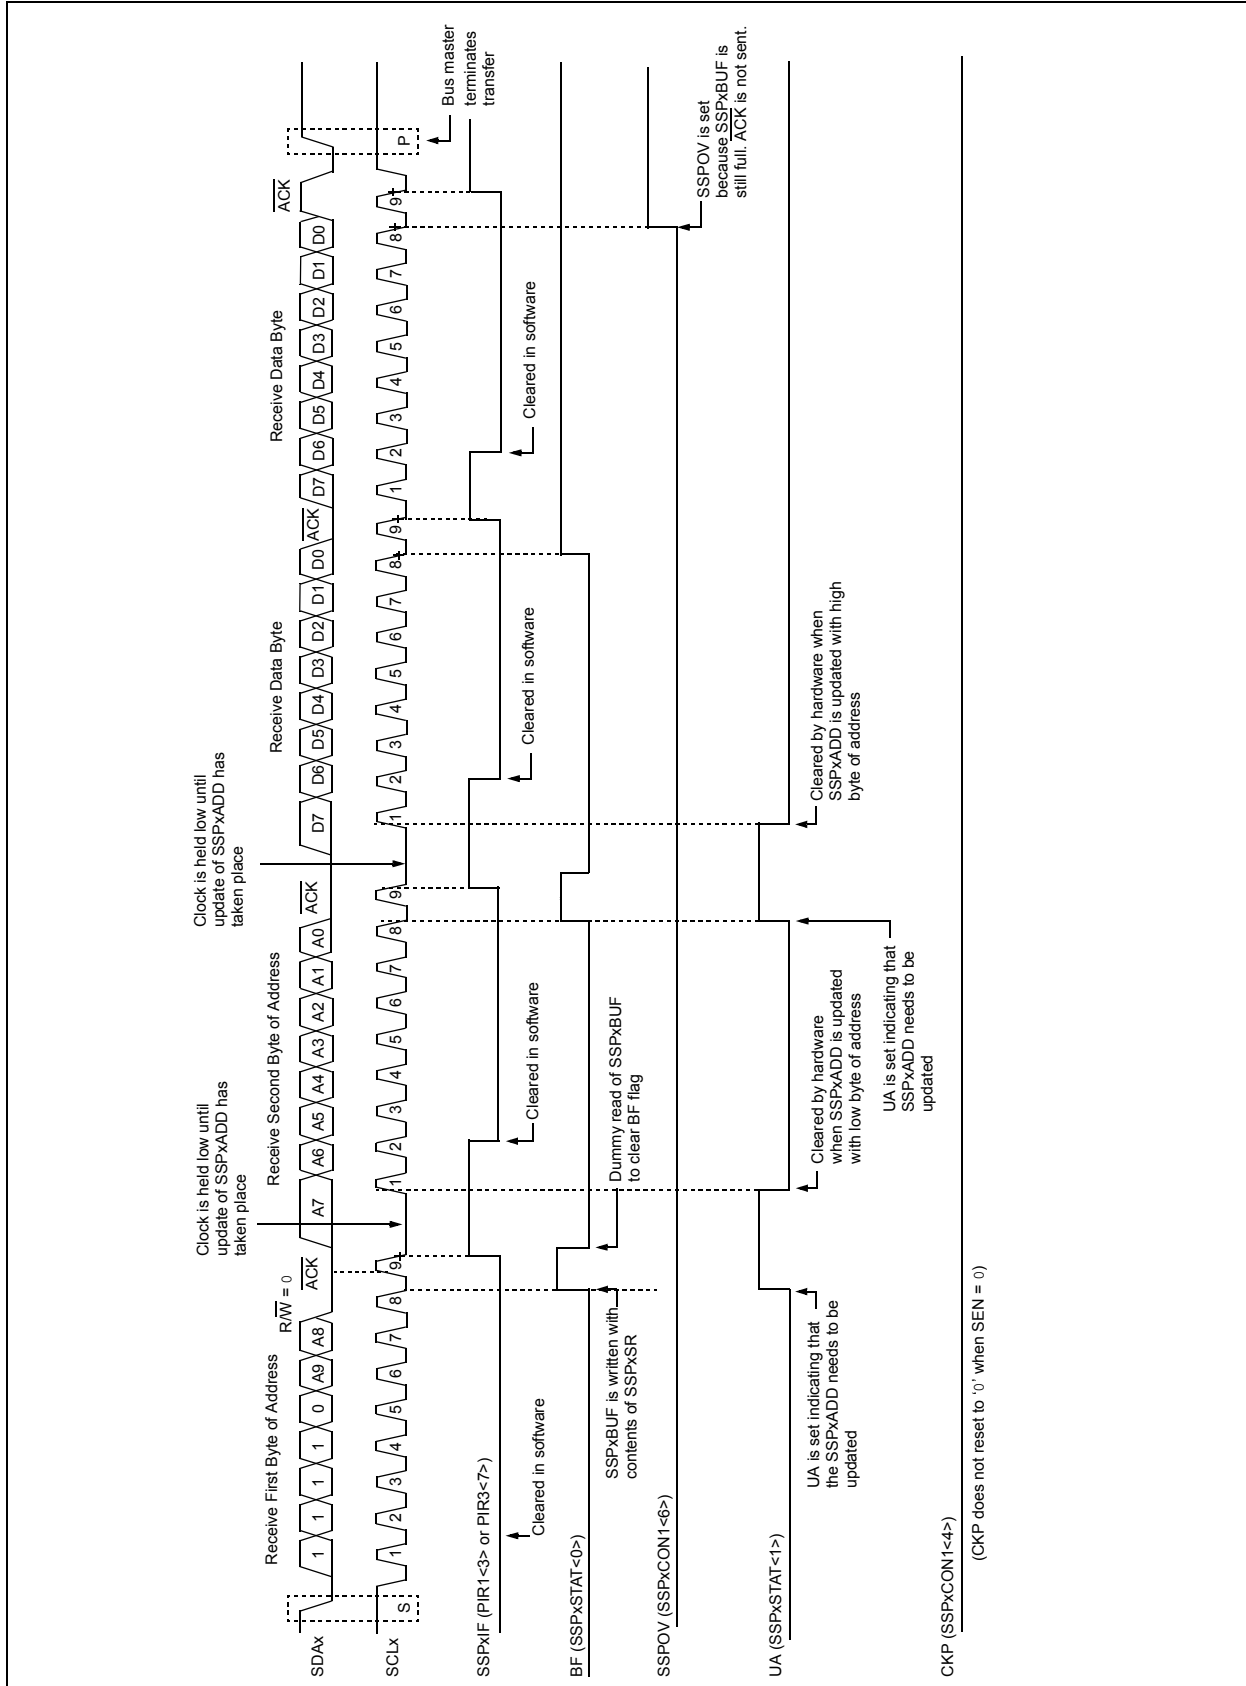 Receive First Byte of Address
R/W = 0
ACK
Clock is held low until
update of SSPxADD has
taken place
Receive Second Byte of Address
ACK
Clock is held low until
update of SSPxADD has
taken place
Receive Data Byte
ACK
Receive Data Byte
ACK
SDAx
1 1 1 1 0 A9 A8 A7 A6 A5 A4 A3 A2 A1 A0 D7 D6 D5 D4 D3 D2 D1 D0 D7 D6 D5 D4 D3 D2 D1 D0
SCLx
S 1 2 3 4 5 6 7 8 9 1 2 3 4 5 6 7 8 9 1 2 3 4 5 6 7 8 9 1 2 3 4 5 6 7 8 9 P
Bus master
terminates
transfer
SSPxIF (PIR1<3> or PIR3<7>)
Cleared in software
Cleared in software
Cleared in software
Cleared in software
BF (SSPxSTAT<0>)
SSPxBUF is written with
contents of SSPxSR
Dummy read of SSPxBUF
to clear BF flag
SSPOV (SSPxCON1<6>)
SSPOV is set
because SSPxBUF is
still full. ACK is not sent.
UA (SSPxSTAT<1>)
UA is set indicating that
the SSPxADD needs to be
updated
Cleared by hardware
when SSPxADD is updated
with low byte of address
UA is set indicating that
SSPxADD needs to be
updated
Cleared by hardware when
SSPxADD is updated with high
byte of address
CKP (SSPxCON1<4>)
(CKP does not reset to ‘0’ when SEN = 0)